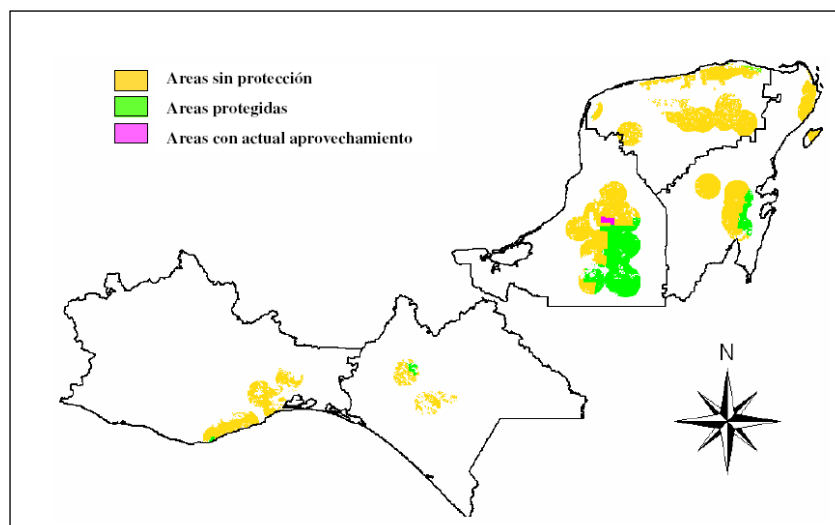 Areas sin protección
Areas protegidas
Areas con actual aprovechamiento
N